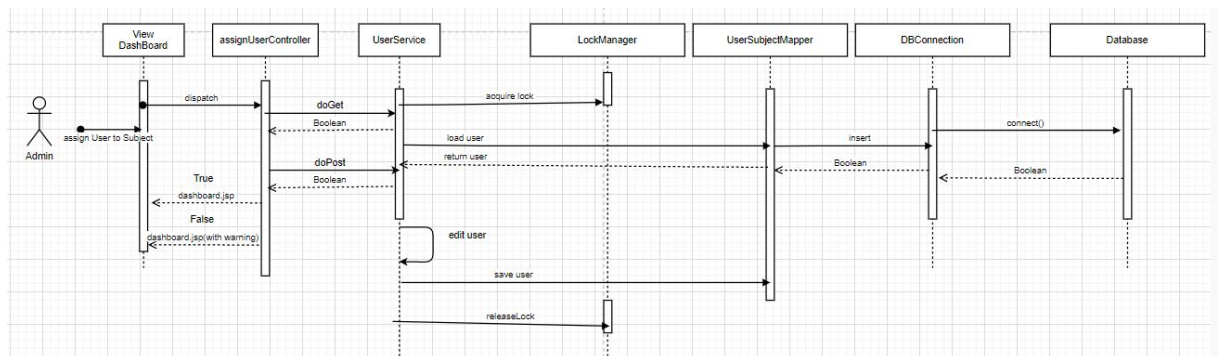 View
DashBoard
assignUserController
UserService
LockManager
UserSubjectMapper
DBConnection
Database
dispatch
doGet
acquire lock
Boolean
connect()
assign User to Subject
load user
insert
Admin
doPost
return user
Boolean
Boolean
True
Boolean
dashboard.jsp
False
dashboard.jsp(with warning)
edit user
save user
releaseLock